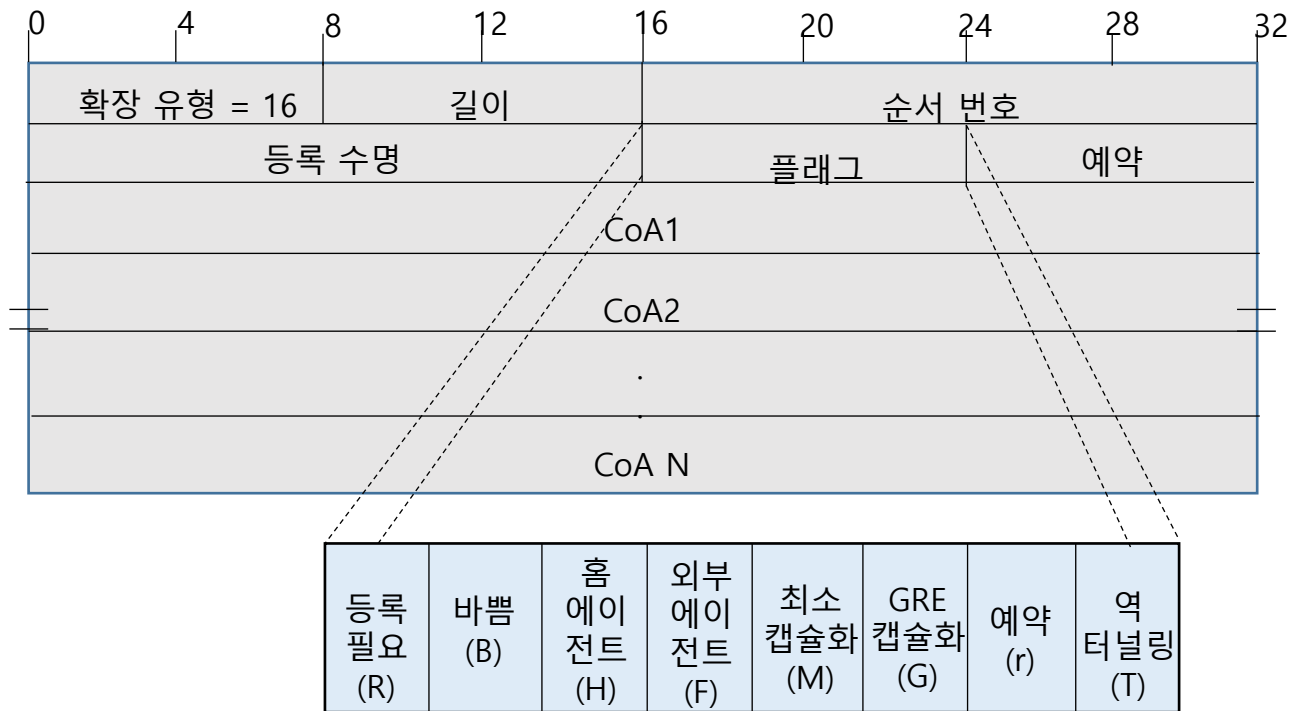 0 4 8 12 16 20 24 28 32
확장 유형 = 16 길이 순서 번호
등록 수명 플래그 예약
CoA1
CoA2
.
.
CoA N
등록
필요
(R)
바쁨
(B)
홈
에이
전트
(H)
외부
에이
전트
(F)
최소
캡슐화
(M)
GRE
캡슐화
(G)
예약
(r)
역
터널링
(T)